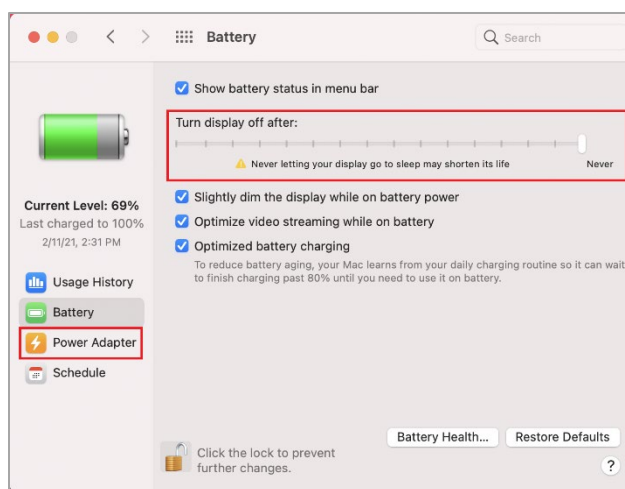 Battery
Search
Show battery status in menu bar
Turn display off after:
Never letting your display go to sleep may shorten its life
Never
Current Level: 69%
Last charged to 100%
2/11/21, 2:31 PM
Slightly dim the display while on battery power
Optimize video streaming while on battery
Optimized battery charging
To reduce battery aging, your Mac learns from your daily charging routine so it can wait
to finish charging past 80% until you need to use it on battery.
Usage History
Battery
Power Adapter
Schedule
Battery Health...
Restore Defaults
Click the lock to prevent
further changes.
?